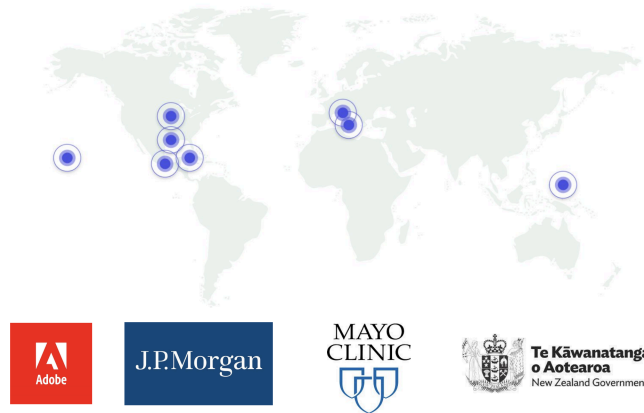 Adobe
J.P.Morgan
MAYO
CLINIC
Te Kāwanatanga
o Aotearoa
New Zealand Government